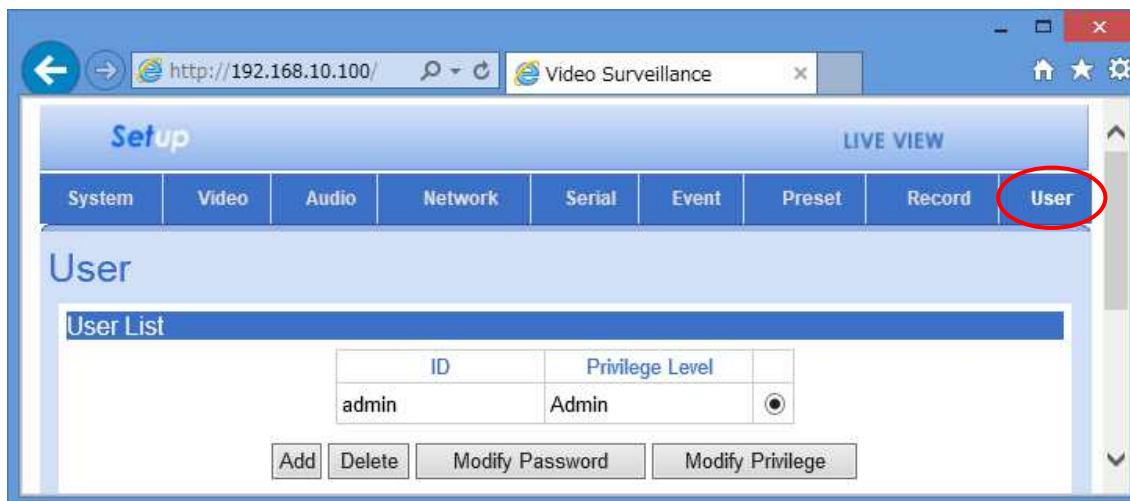 http://192.168.10.100/ Video Surveillance
Setup LIVE VIEW
System Video Audio Network Serial Event Preset Record User
User
User List
ID Privilege Level
admin Admin
Add Delete Modify Password Modify Privilege